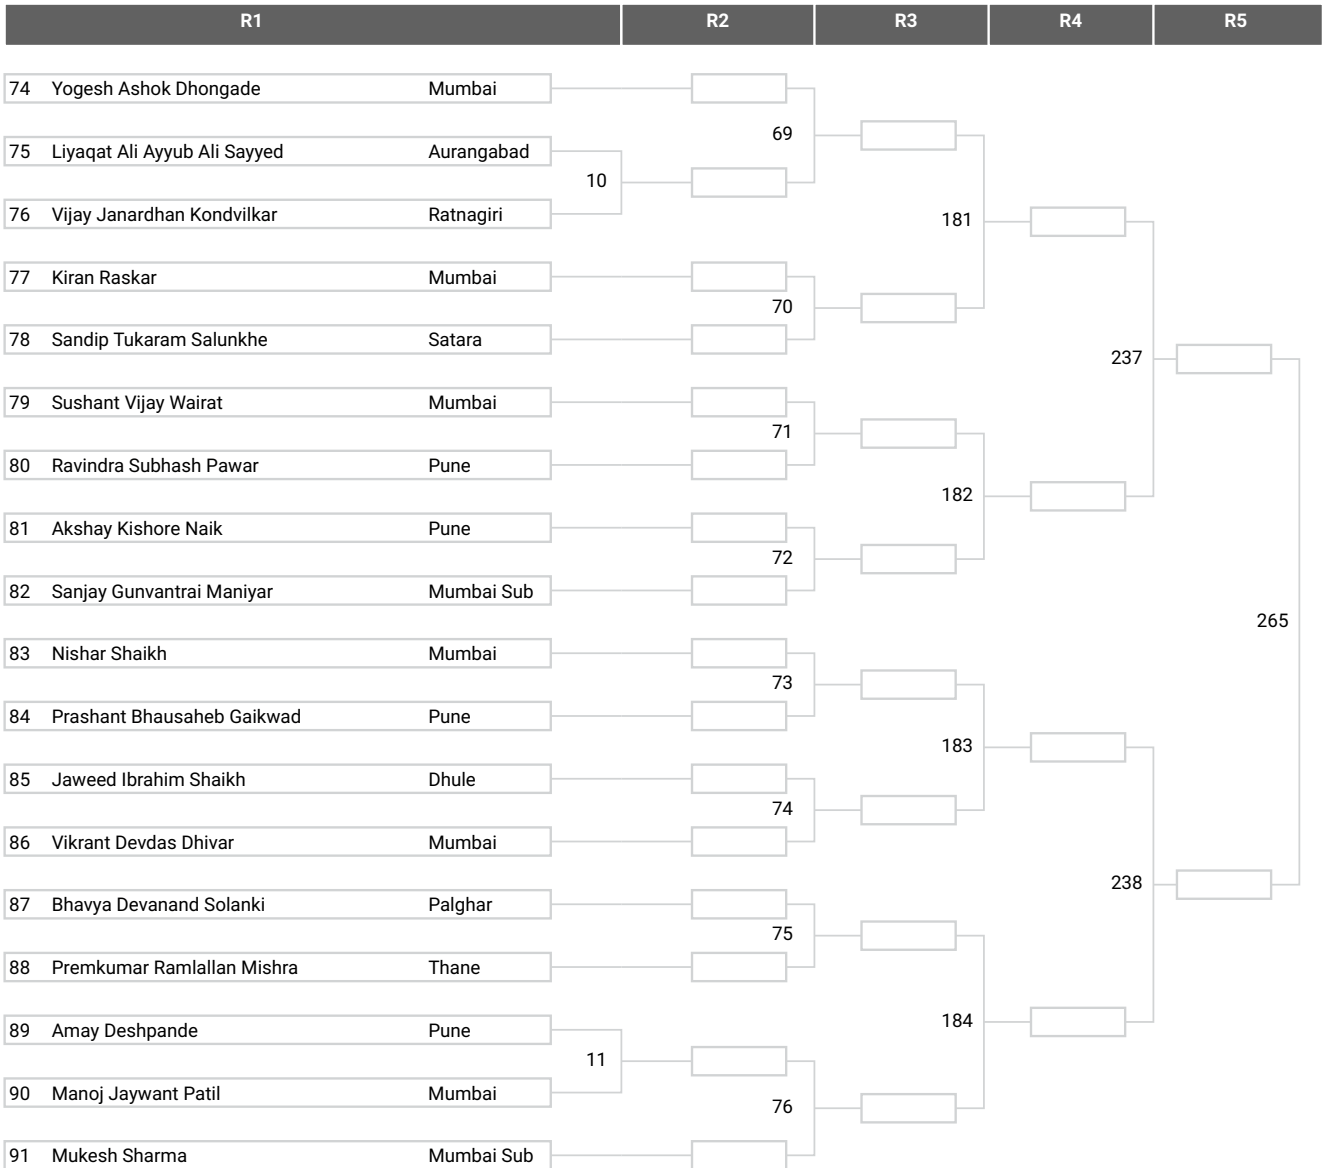 R1 R2 R3 R4 R5
74 Yogesh Ashok Dhongade Mumbai
69
75 Liyaqat Ali Ayyub Ali Sayyed Aurangabad
10
76 Vijay Janardhan Kondvilkar Ratnagiri
181
77 Kiran Raskar Mumbai
70
78 Sandip Tukaram Salunkhe Satara
237
79 Sushant Vijay Wairat Mumbai
71
80 Ravindra Subhash Pawar Pune
182
81 Akshay Kishore Naik Pune
72
82 Sanjay Gunvantrai Maniyar Mumbai Sub
265
83 Nishar Shaikh Mumbai
73
84 Prashant Bhausaheb Gaikwad Pune
183
85 Jaweed Ibrahim Shaikh Dhule
74
86 Vikrant Devdas Dhivar Mumbai
238
87 Bhavya Devanand Solanki Palghar
75
88 Premkumar Ramlallan Mishra Thane
184
89 Amay Deshpande Pune
11
90 Manoj Jaywant Patil Mumbai
76
91 Mukesh Sharma Mumbai Sub